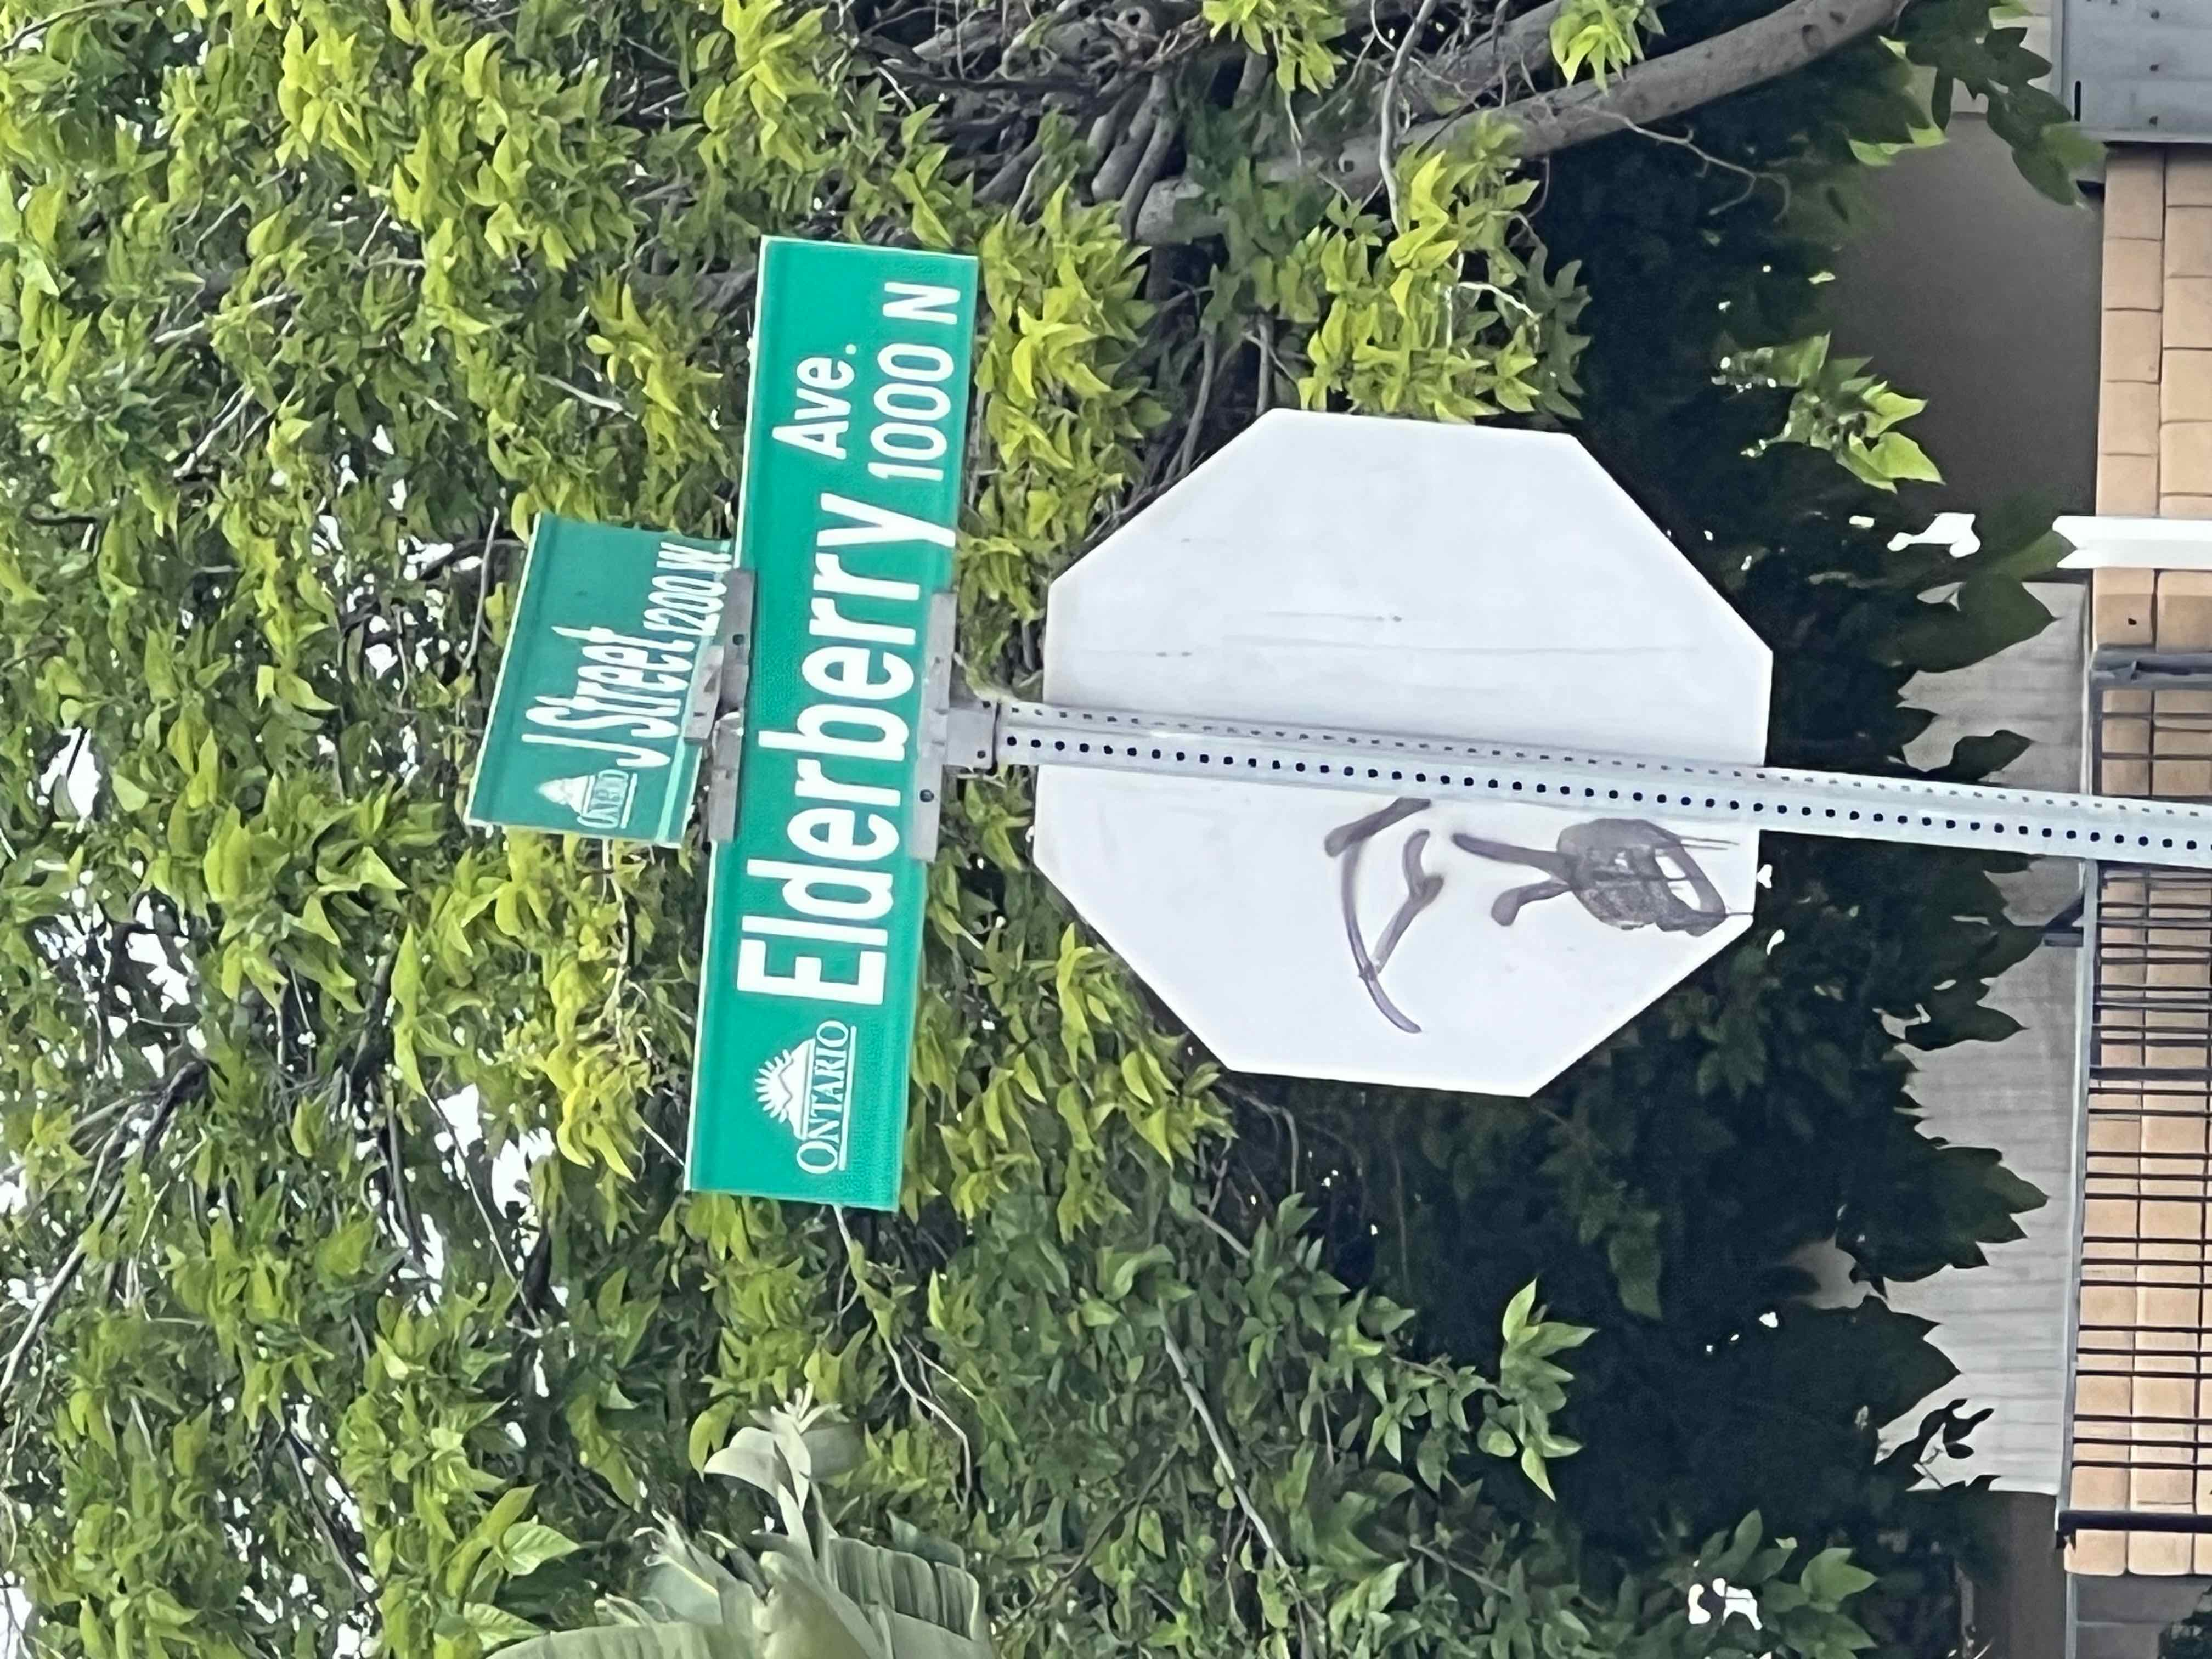 ONTARIO
J Street
1200 W
ONTARIO
Elderberry Ave.
1000 N